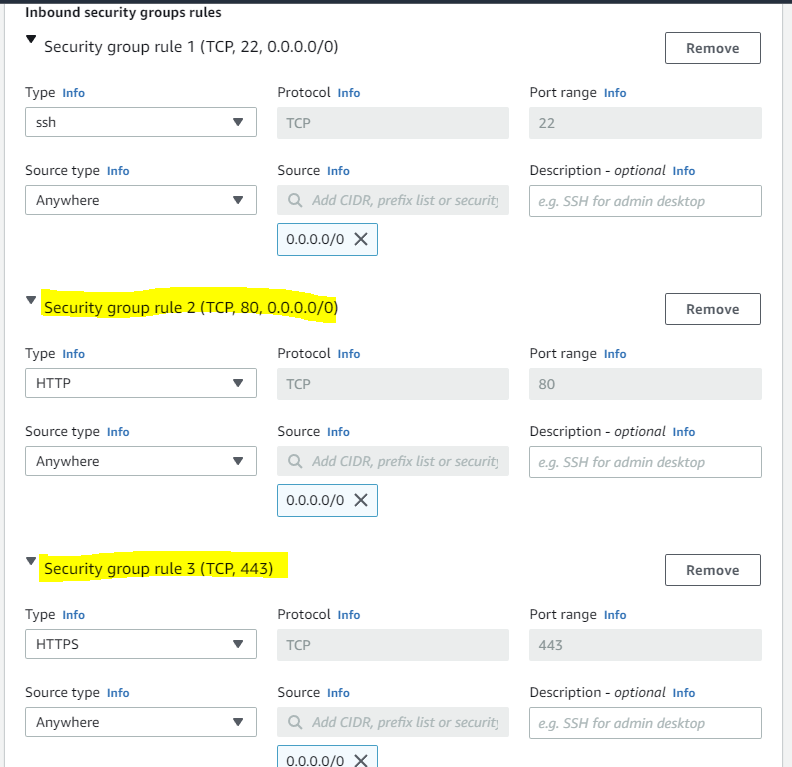 Inbound security groups rules
Security group rule 1 (TCP, 22, 0.0.0.0/0)
Remove
Type Info
Protocol Info
Port range Info
ssh
TCP
22
Source type Info
Source Info
Description - optional Info
Anywhere
Add CIDR, prefix list or security
e.g. SSH for admin desktop
0.0.0.0/0
Security group rule 2 (TCP, 80, 0.0.0.0/0)
Remove
Type Info
Protocol Info
Port range Info
HTTP
TCP
80
Source type Info
Source Info
Description - optional Info
Anywhere
Add CIDR, prefix list or security
e.g. SSH for admin desktop
0.0.0.0/0
Security group rule 3 (TCP, 443)
Remove
Type Info
Protocol Info
Port range Info
HTTPS
TCP
443
Source type Info
Source Info
Description - optional Info
Anywhere
Add CIDR, prefix list or security
e.g. SSH for admin desktop
0.0.0.0/0